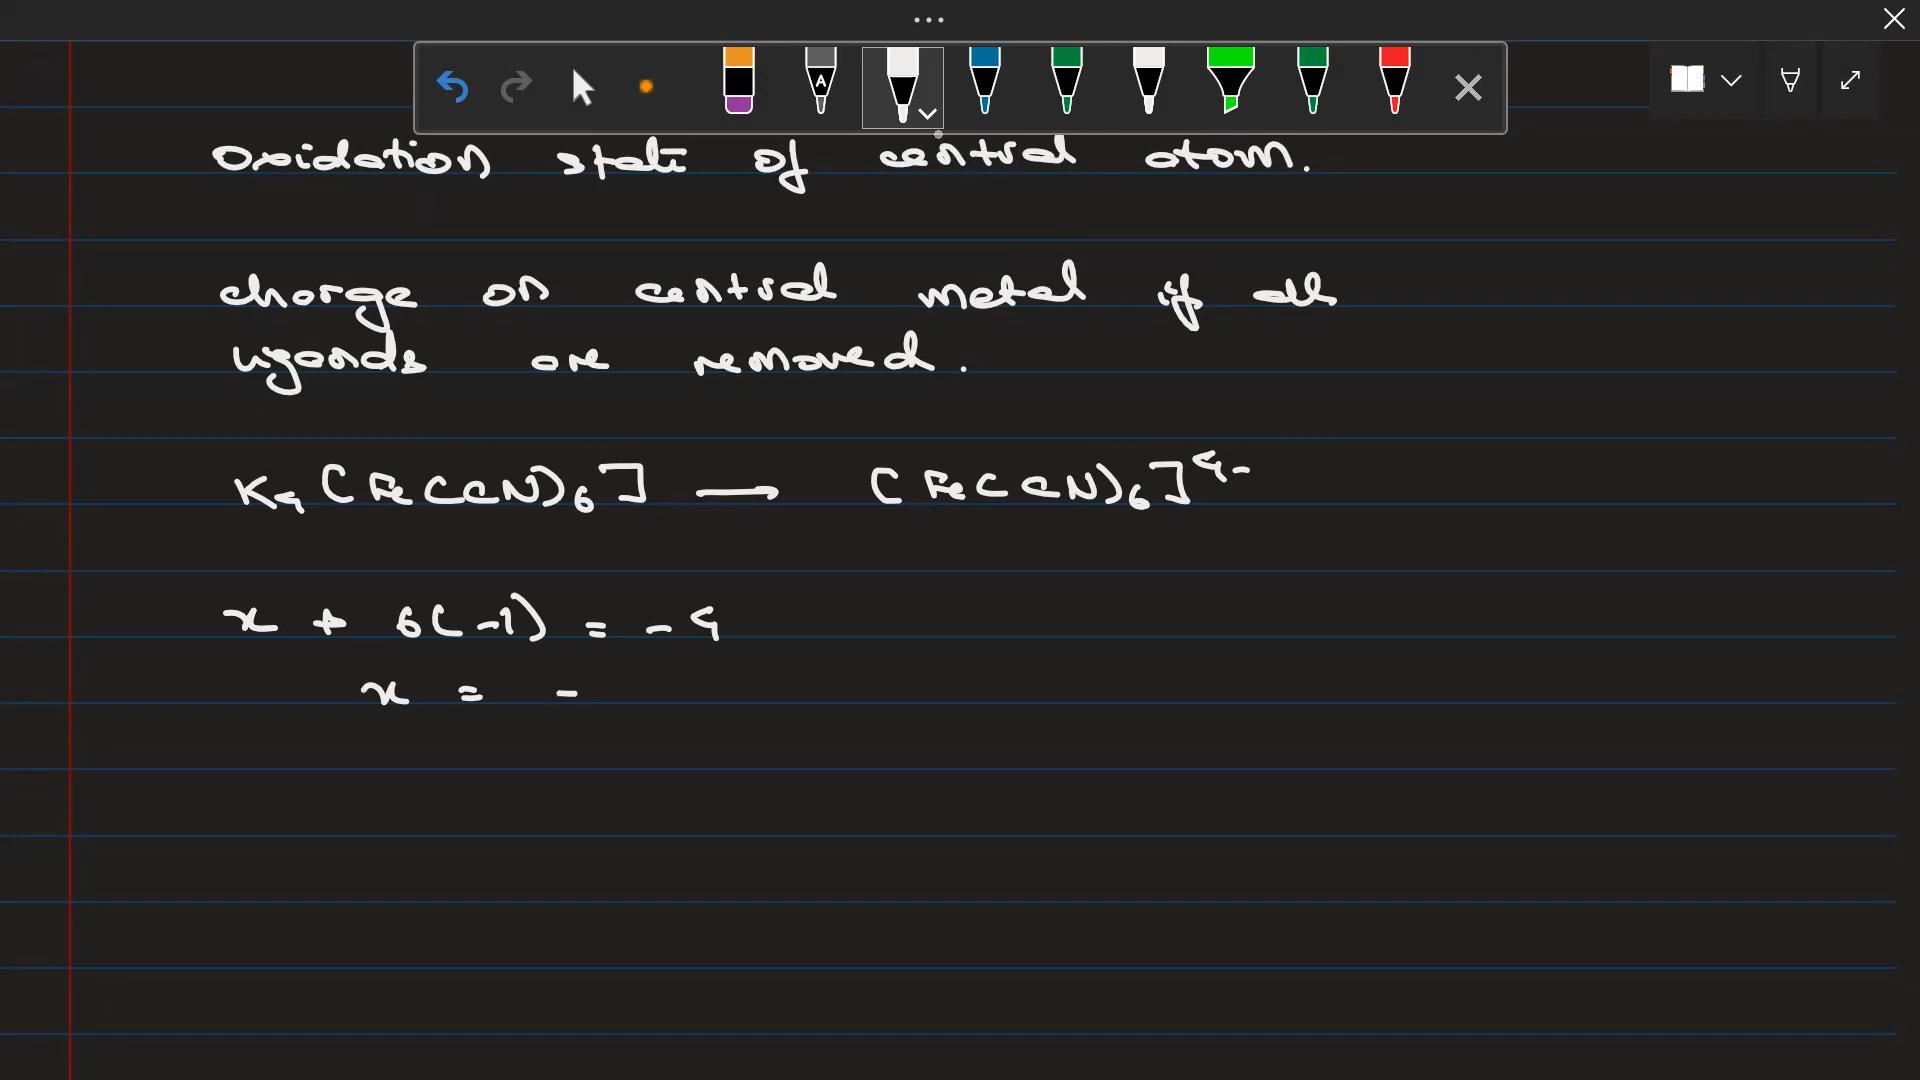 A
oxidation state of central atom.
charge on central metal if all
ligands are removed.
K₄[Fe(CN)₆] → [Fe(CN)₆]⁴⁻
x + 6(-1) = -4
x = -